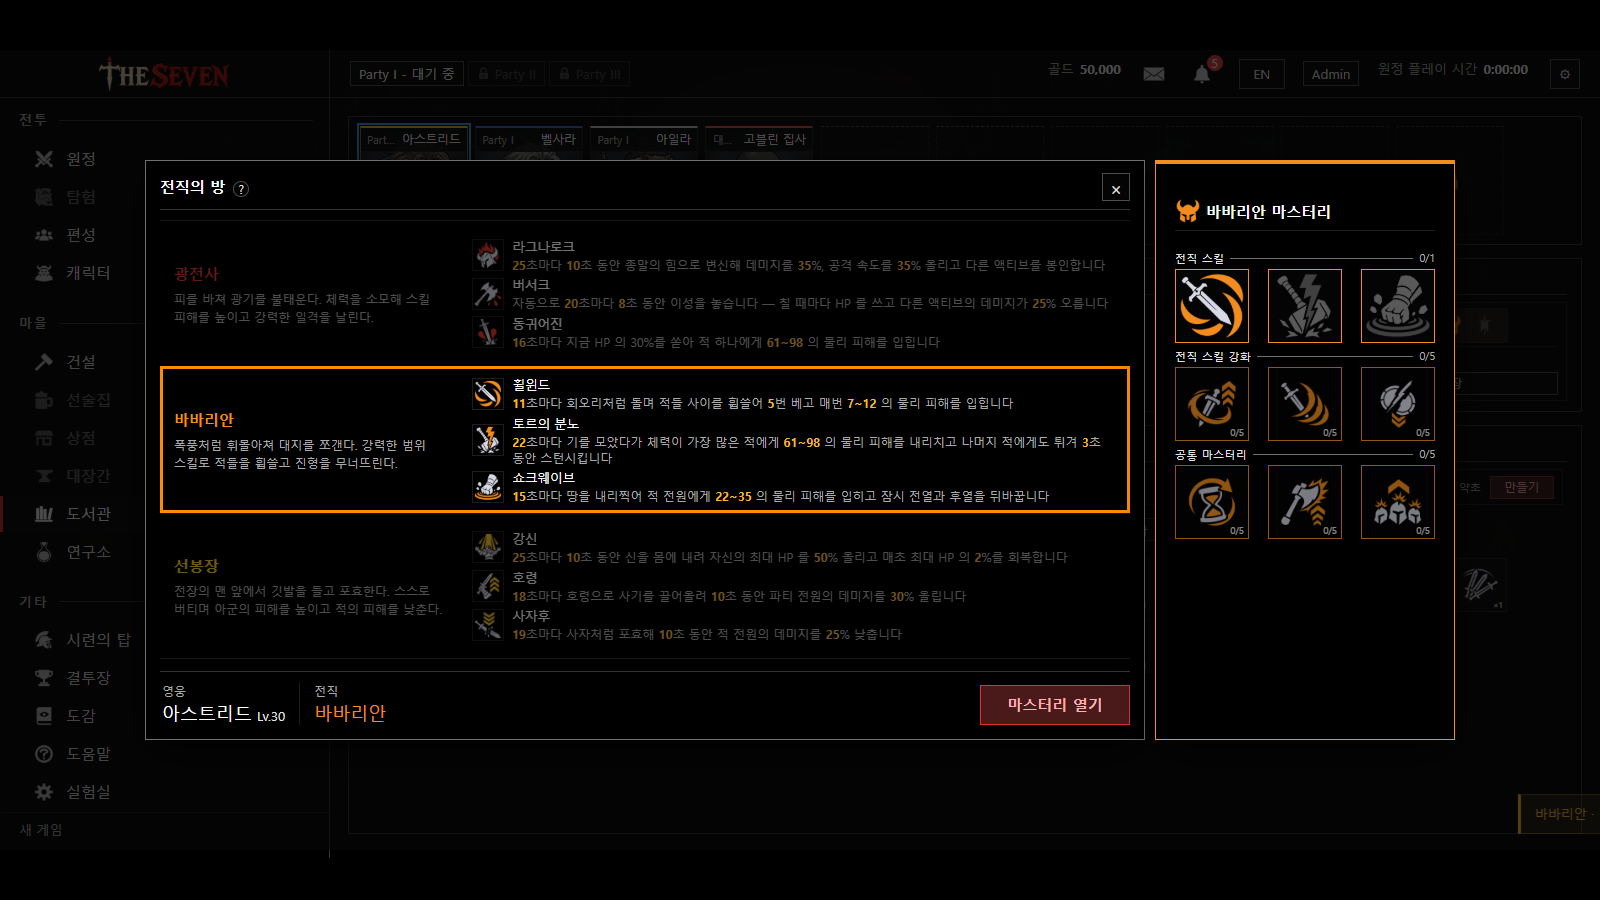 THE SEVEN
Party I - 대기 중
Party II
Party III
골드 50,000
5
EN
Admin
원정 플레이 시간 0:00:00
전투
원정
탐험
편성
캐릭터
마을
건설
선술집
상점
대장간
도서관
연구소
기타
시련의 탑
결투장
도감
도움말
실험실
새 게임
Part... 아스트리드
Party I 벨사라
Party I 아일라
대... 고블린 집사
전직의 방 ?
×
광전사
피를 바쳐 광기를 불태운다. 체력을 소모해 스킬
피해를 높이고 강력한 일격을 날린다.
라그나로크
25초마다 10초 동안 종말의 힘으로 변신해 데미지를 35%, 공격 속도를 35% 올리고 다른 액티브를 봉인합니다
버서크
자동으로 20초마다 8초 동안 이성을 놓습니다 — 칠 때마다 HP 를 쓰고 다른 액티브의 데미지가 25% 오릅니다
동귀어진
16초마다 지금 HP 의 30%를 쏟아 적 하나에게 61~98 의 물리 피해를 입힙니다
바바리안
폭풍처럼 휘몰아쳐 대지를 쪼갠다. 강력한 범위
스킬로 적들을 휩쓸고 진형을 무너뜨린다.
휠윈드
11초마다 회오리처럼 돌며 적들 사이를 휩쓸어 5번 베고 매번 7~12 의 물리 피해를 입힙니다
토르의 분노
22초마다 기를 모았다가 체력이 가장 많은 적에게 61~98 의 물리 피해를 내리치고 나머지 적에게도 튀겨 3초
동안 스턴시킵니다
쇼크웨이브
15초마다 땅을 내리찍어 적 전원에게 22~35 의 물리 피해를 입히고 잠시 전열과 후열을 뒤바꿉니다
선봉장
전장의 맨 앞에서 깃발을 들고 포효한다. 스스로
버티며 아군의 피해를 높이고 적의 피해를 낮춘다.
강신
25초마다 10초 동안 신을 몸에 내려 자신의 최대 HP 를 50% 올리고 매초 최대 HP 의 2%를 회복합니다
호령
18초마다 호령으로 사기를 끌어올려 10초 동안 파티 전원의 데미지를 30% 올립니다
사자후
19초마다 사자처럼 포효해 10초 동안 적 전원의 데미지를 25% 낮춥니다
영웅
아스트리드 Lv.30
전직
바바리안
마스터리 열기
바바리안 마스터리
전직 스킬 0/1
전직 스킬 강화 0/5
0/5
0/5
0/5
공통 마스터리 0/5
0/5
0/5
0/5
약초
만들기
×1
바바리안 ·